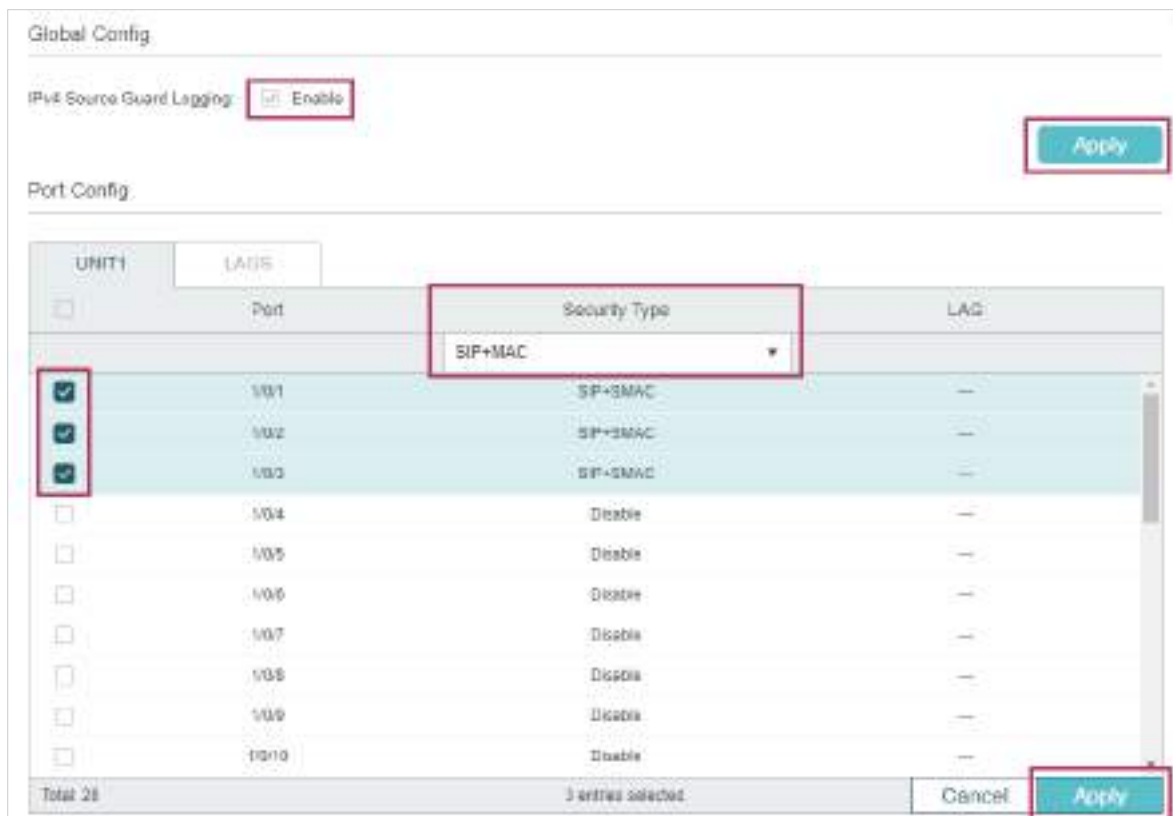 Global Config
IPv4 Source Guard Logging: Enable
Apply
Port Config
UNIT1 LAGS
Port Security Type LAG
SIP+MAC
1/0/1 SIP+SMAC ---
1/0/2 SIP+SMAC ---
1/0/3 SIP+SMAC ---
1/0/4 Disable ---
1/0/5 Disable ---
1/0/6 Disable ---
1/0/7 Disable ---
1/0/8 Disable ---
1/0/9 Disable ---
1/0/10 Disable ---
Total: 28 3 entries selected. Cancel Apply